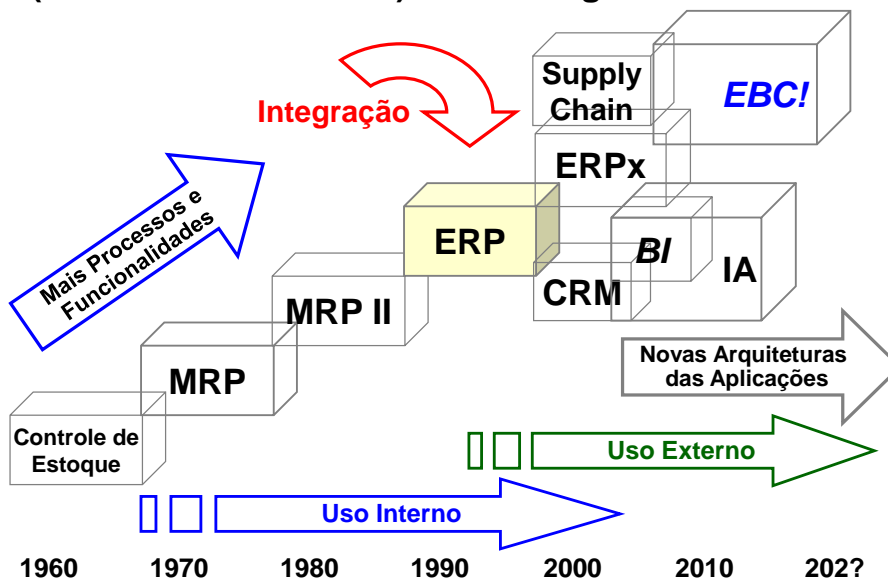 Integração
Supply
Chain
EBC!
ERPx
Mais Processos e
Funcionalidades
ERP
BI
IA
CRM
MRP II
MRP
Novas Arquiteturas
das Aplicações
Controle de
Estoque
Uso Externo
Uso Interno
1960 1970 1980 1990 2000 2010 202?